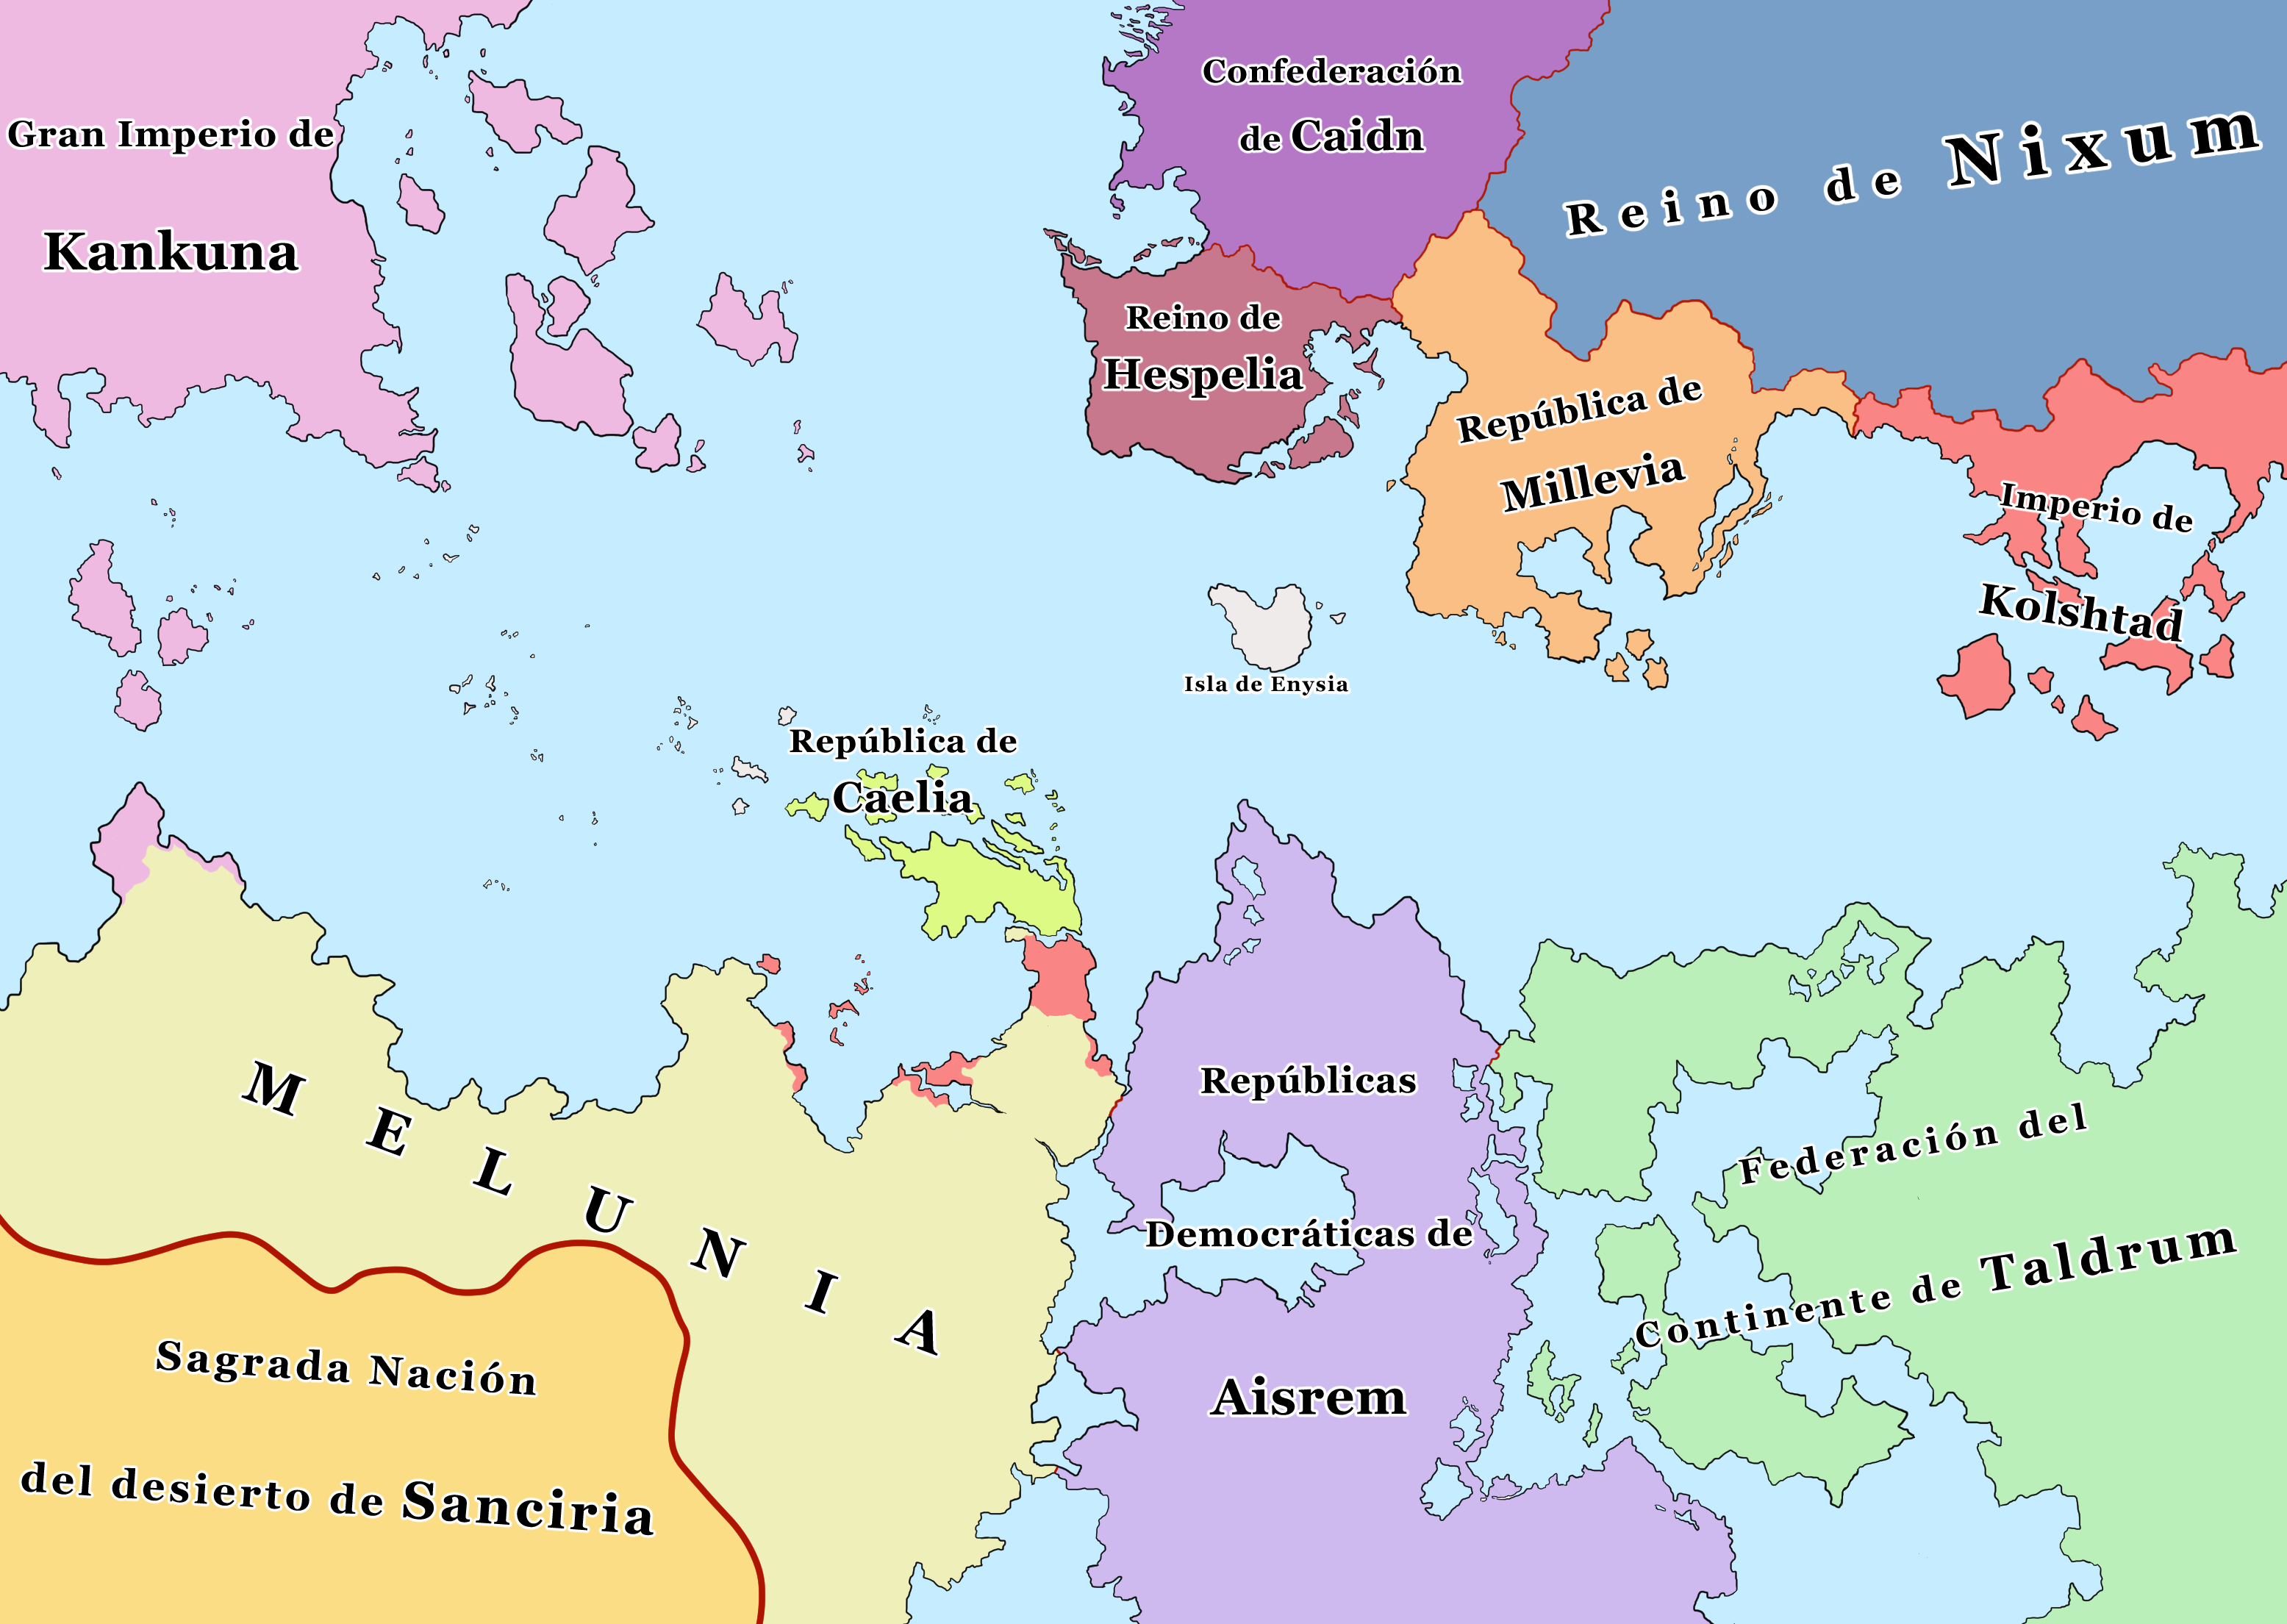 Gran Imperio de
Kankuna
Confederación
de Caidn
Reino de Nixum
Reino de
Hespelia
República de
Millevia
Imperio de
Kolshtad
Isla de Enysia
República de
Caelia
MELUNIA
Repúblicas
Democráticas de
Aisrem
Federación del
Continente de Taldrum
Sagrada Nación
del desierto de Sanciria